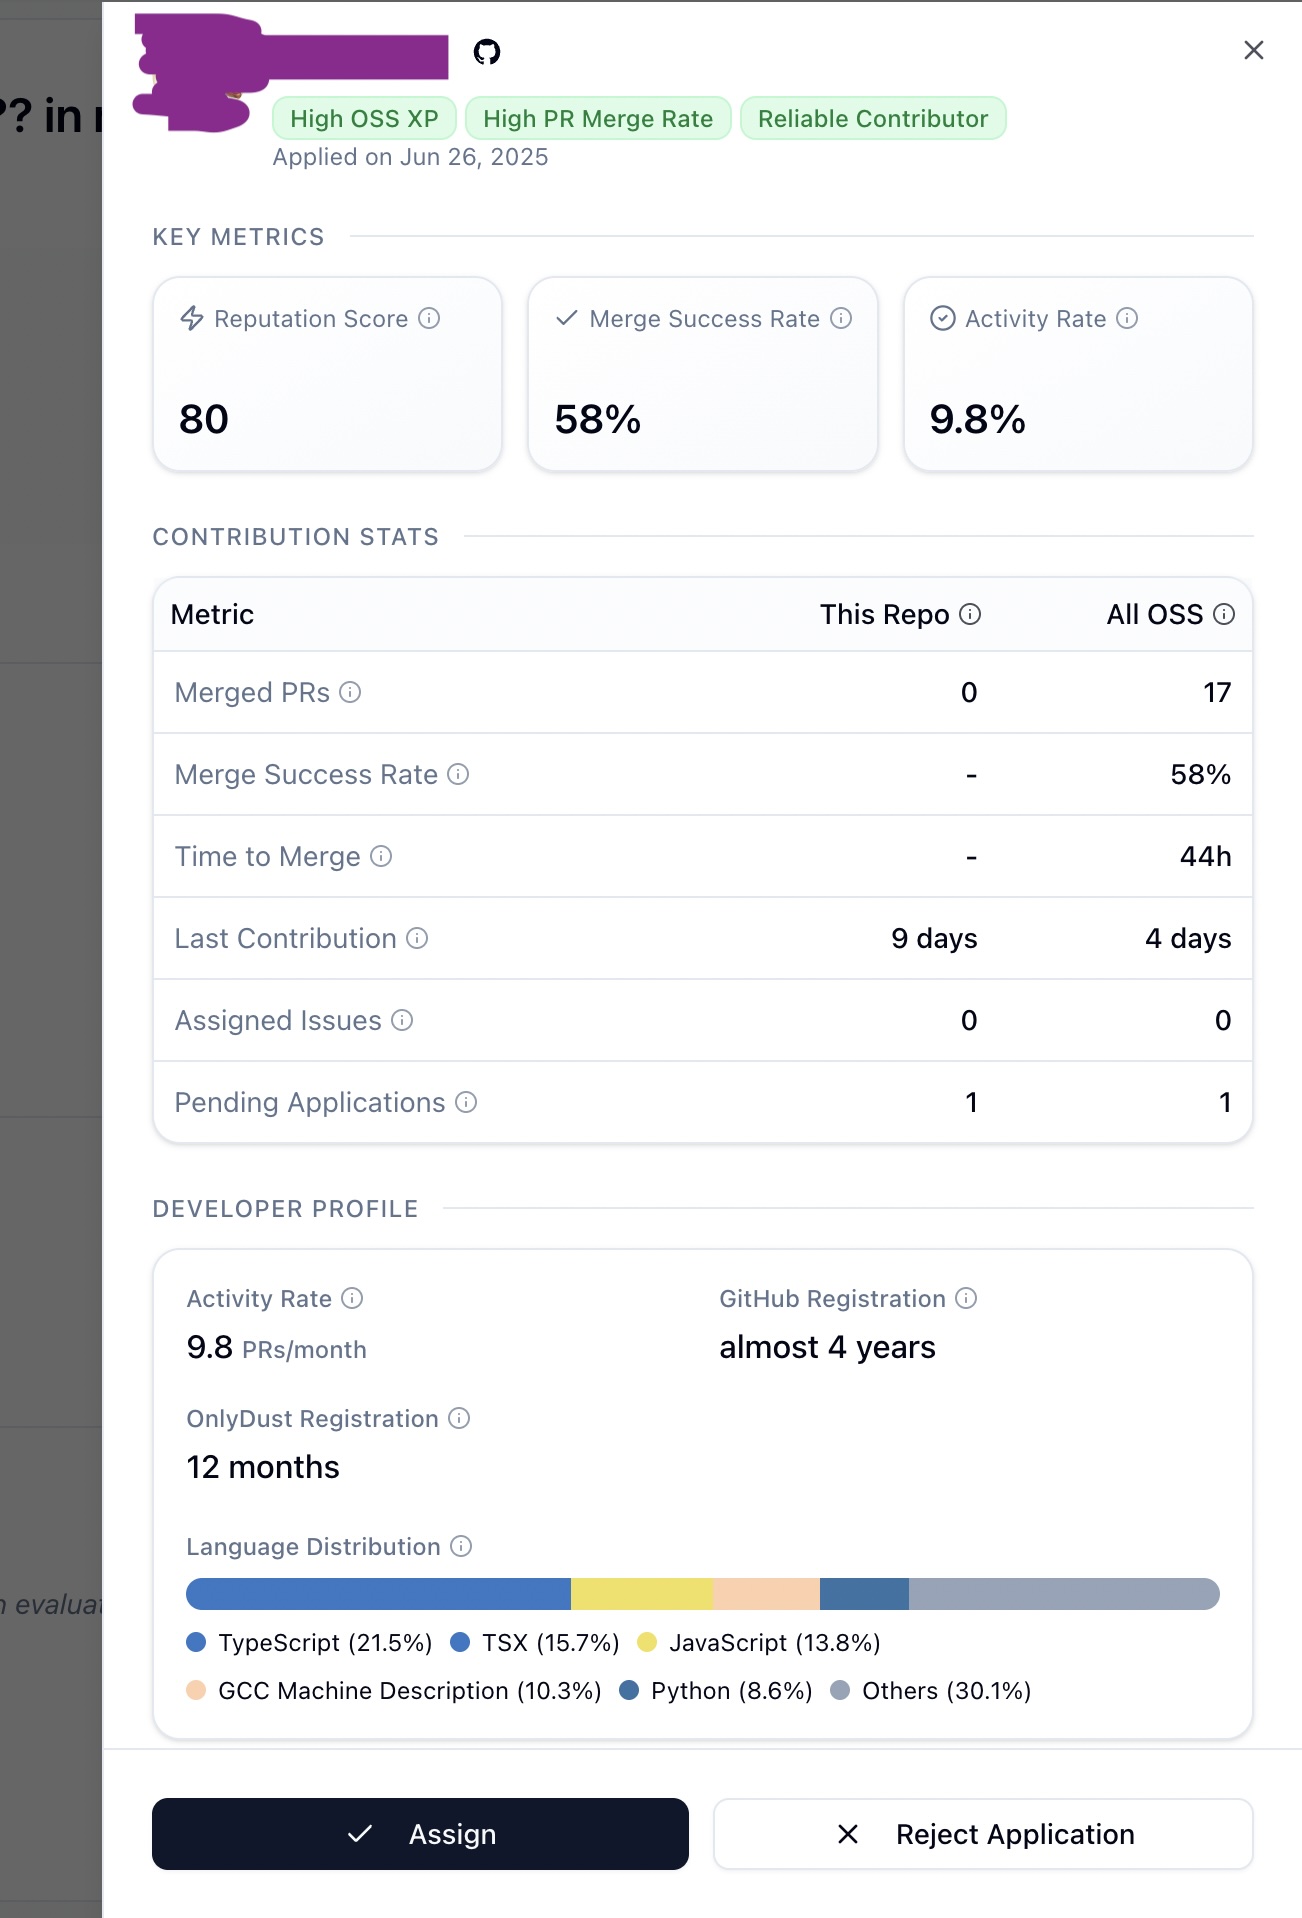 ?? in r
High OSS XP High PR Merge Rate Reliable Contributor
Applied on Jun 26, 2025
KEY METRICS
Reputation Score Merge Success Rate Activity Rate
80 58% 9.8%
CONTRIBUTION STATS
Metric This Repo All OSS
Merged PRs 0 17
Merge Success Rate - 58%
Time to Merge - 44h
Last Contribution 9 days 4 days
Assigned Issues 0 0
Pending Applications 1 1
DEVELOPER PROFILE
Activity Rate GitHub Registration
9.8 PRs/month almost 4 years
OnlyDust Registration
12 months
Language Distribution
n evaluat
TypeScript (21.5%) TSX (15.7%) JavaScript (13.8%)
GCC Machine Description (10.3%) Python (8.6%) Others (30.1%)
Assign Reject Application